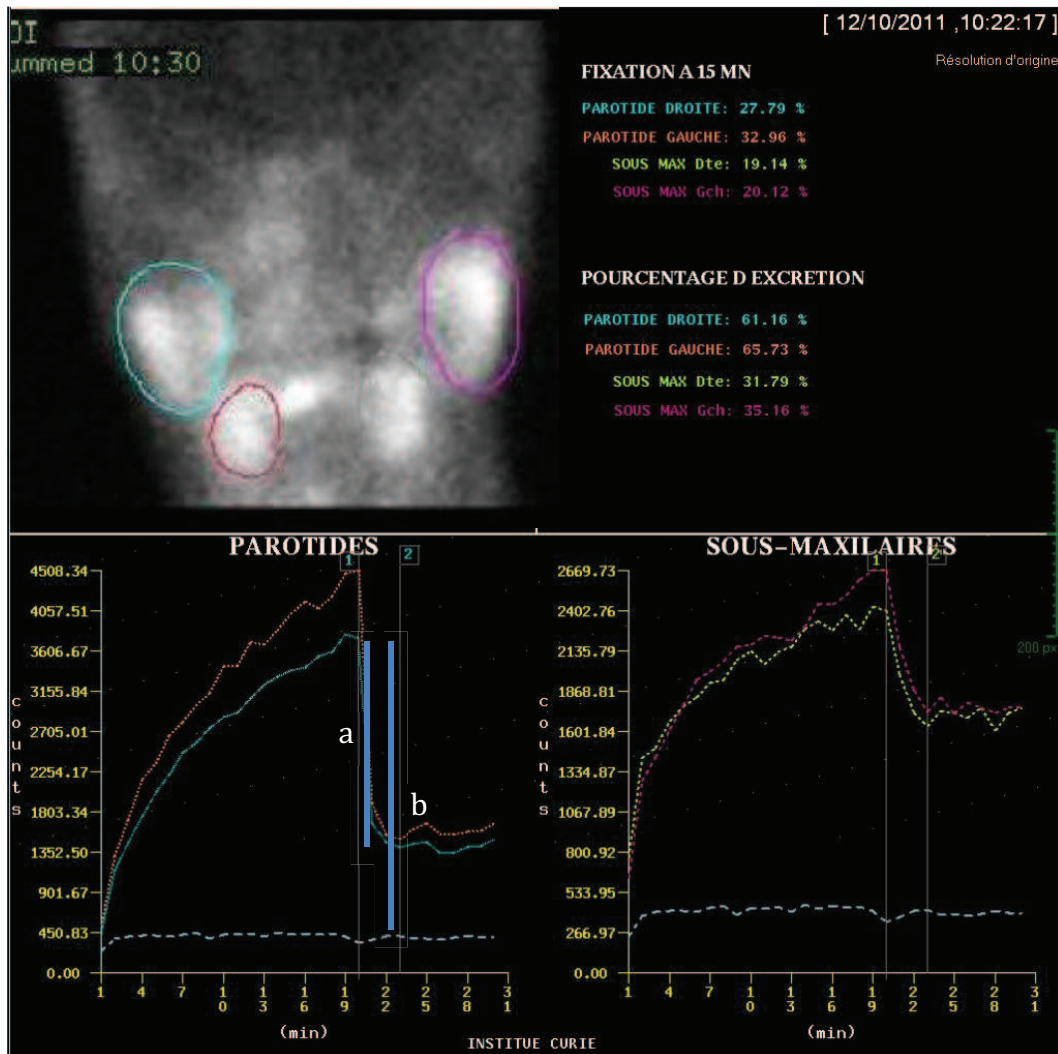 [ 12/10/2011 ,10:22:17 ]
DI
ummed 10:30
Résolution d'origine
FIXATION A 15 MN
PAROTIDE DROITE: 27.79 %
PAROTIDE GAUCHE: 32.96 %
SOUS MAX Dte: 19.14 %
SOUS MAX Gch: 20.12 %
POURCENTAGE D EXCRETION
PAROTIDE DROITE: 61.16 %
PAROTIDE GAUCHE: 65.73 %
SOUS MAX Dte: 31.79 %
SOUS MAX Gch: 35.16 %
200 px
PAROTIDES
1
2
4508.34
4057.51
3606.67
3155.84
2705.01
2254.17
1803.34
1352.50
901.67
450.83
0.00
counts
a
b
1
4
7
10
13
16
19
22
25
28
31
(min)
SOUS-MAXILAIRES
1
2
2669.73
2402.76
2135.79
1868.81
1601.84
1334.87
1067.89
800.92
533.95
266.97
0.00
counts
1
4
7
10
13
16
19
22
25
28
31
(min)
INSTITUE CURIE